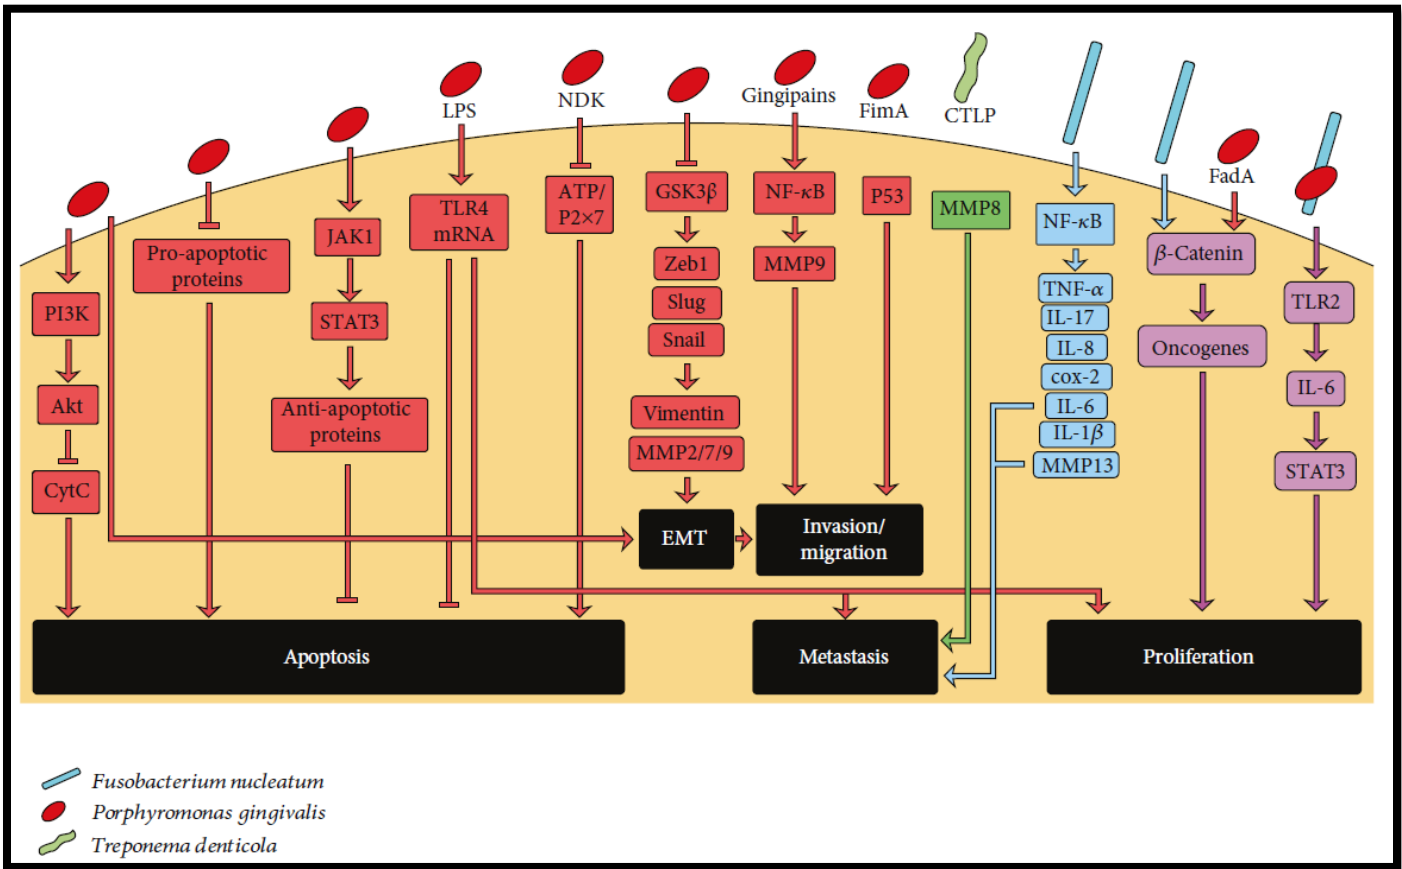 LPS
NDK
Gingipains
FimA
CTLP
FadA
PI3K
Akt
CytC
Pro-apoptotic
proteins
JAK1
STAT3
Anti-apoptotic
proteins
TLR4
mRNA
ATP/
P2×7
GSK3β
Zeb1
Slug
Snail
Vimentin
MMP2/7/9
EMT
NF-κB
MMP9
Invasion/
migration
P53
MMP8
NF-κB
TNF-α
IL-17
IL-8
cox-2
IL-6
IL-1β
MMP13
β-Catenin
Oncogenes
TLR2
IL-6
STAT3
Apoptosis
Metastasis
Proliferation
Fusobacterium nucleatum
Porphyromonas gingivalis
Treponema denticola